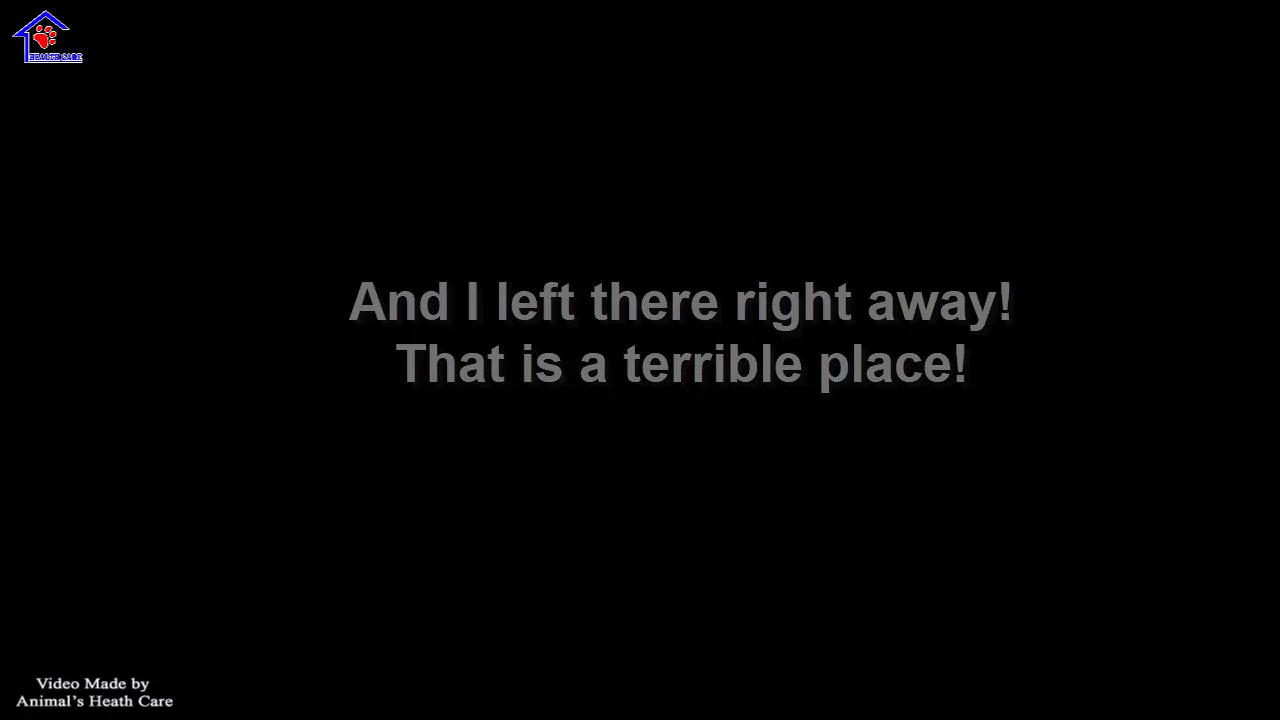 And I left there right away!
That is a terrible place!
Video Made by
Animal's Heath Care